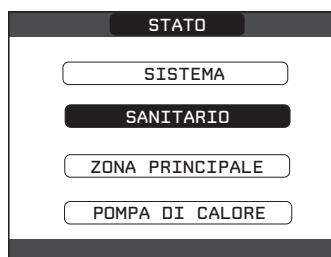 STATO
SISTEMA
SANITARIO
ZONA PRINCIPALE
POMPA DI CALORE